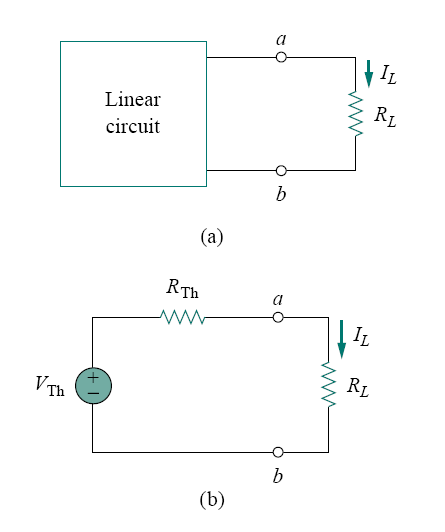 a
I_L
Linear
circuit
R_L
b
(a)
R_Th
a
I_L
V_Th
+
−
R_L
b
(b)